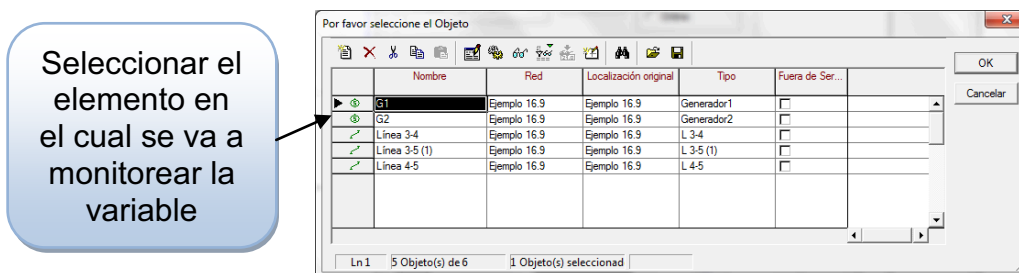 Seleccionar el
elemento en
el cual se va a
monitorear la
variable
Por favor seleccione el Objeto
OK
Cancelar
Nombre Red Localización original Tipo Fuera de Ser...
G1 Ejemplo 16.9 Ejemplo 16.9 Generador1
G2 Ejemplo 16.9 Ejemplo 16.9 Generador2
Línea 3-4 Ejemplo 16.9 Ejemplo 16.9 L 3-4
Línea 3-5 (1) Ejemplo 16.9 Ejemplo 16.9 L 3-5 (1)
Línea 4-5 Ejemplo 16.9 Ejemplo 16.9 L 4-5
Ln 1 5 Objeto(s) de 6 1 Objeto(s) seleccionad